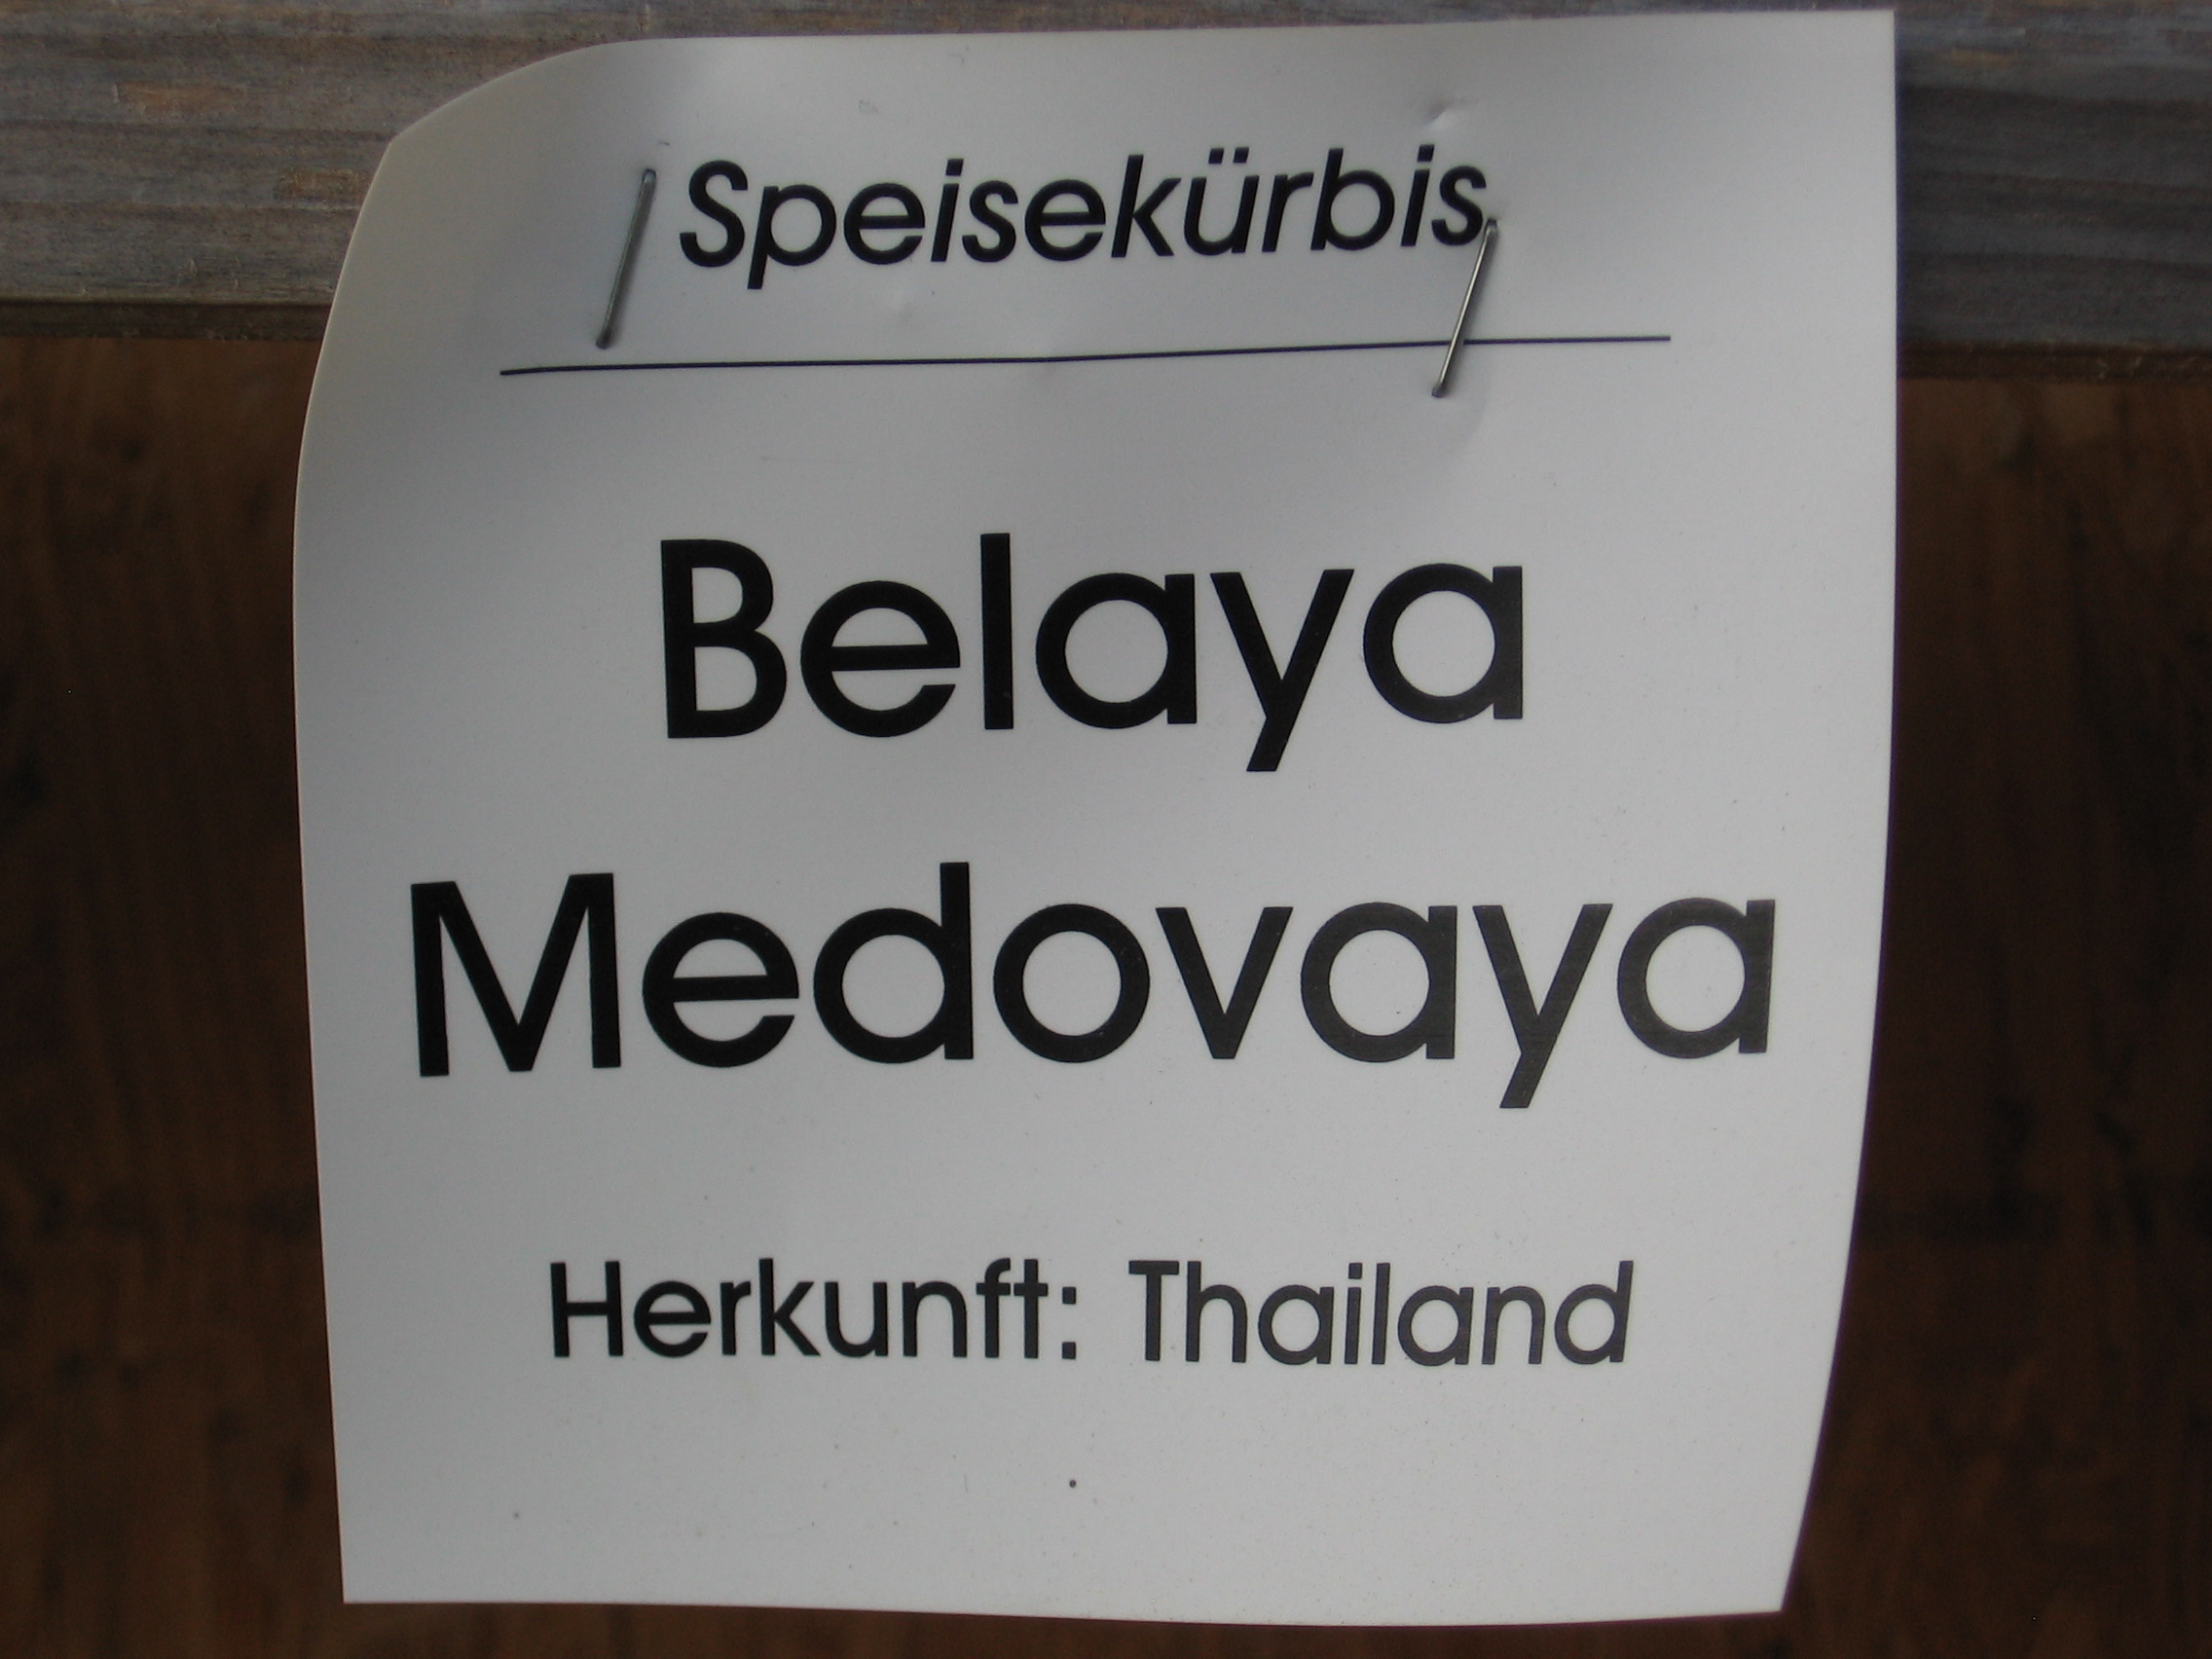 Speisekürbis
Belaya
Medovaya
Herkunft: Thailand